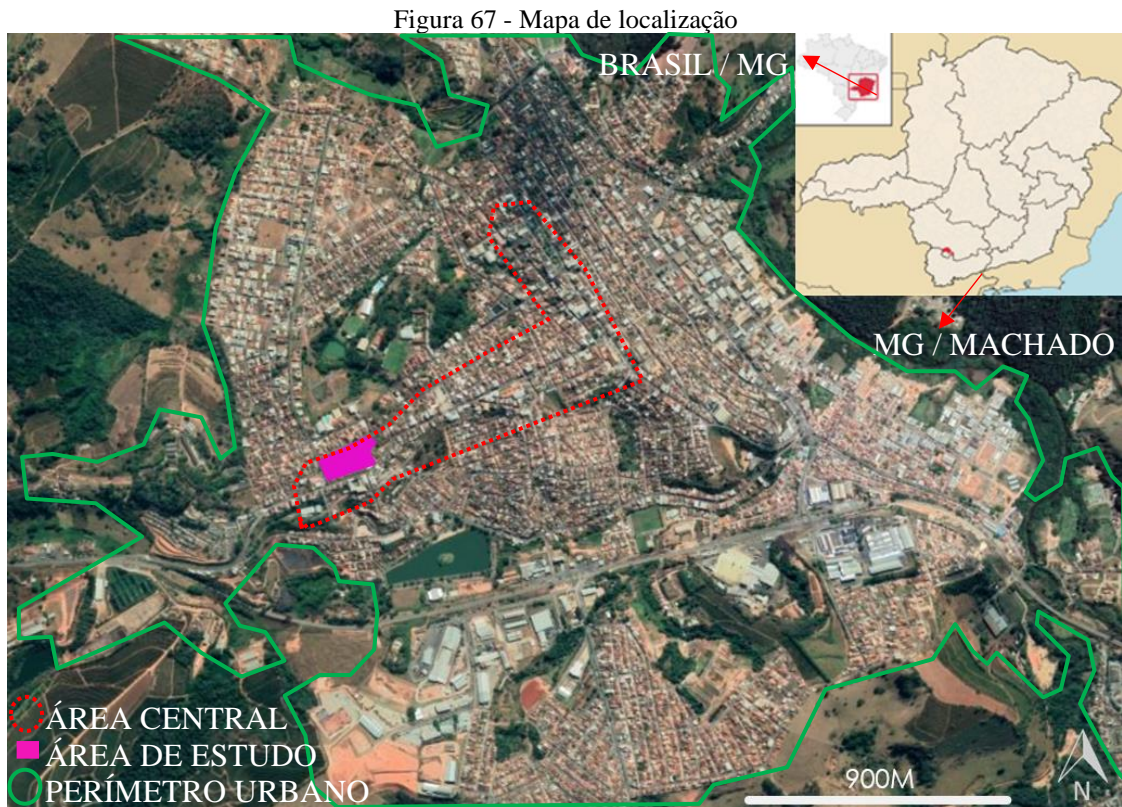 Figura 67 - Mapa de localização
BRASIL / MG
MG / MACHADO
ÁREA CENTRAL
ÁREA DE ESTUDO
PERÍMETRO URBANO
900M
N